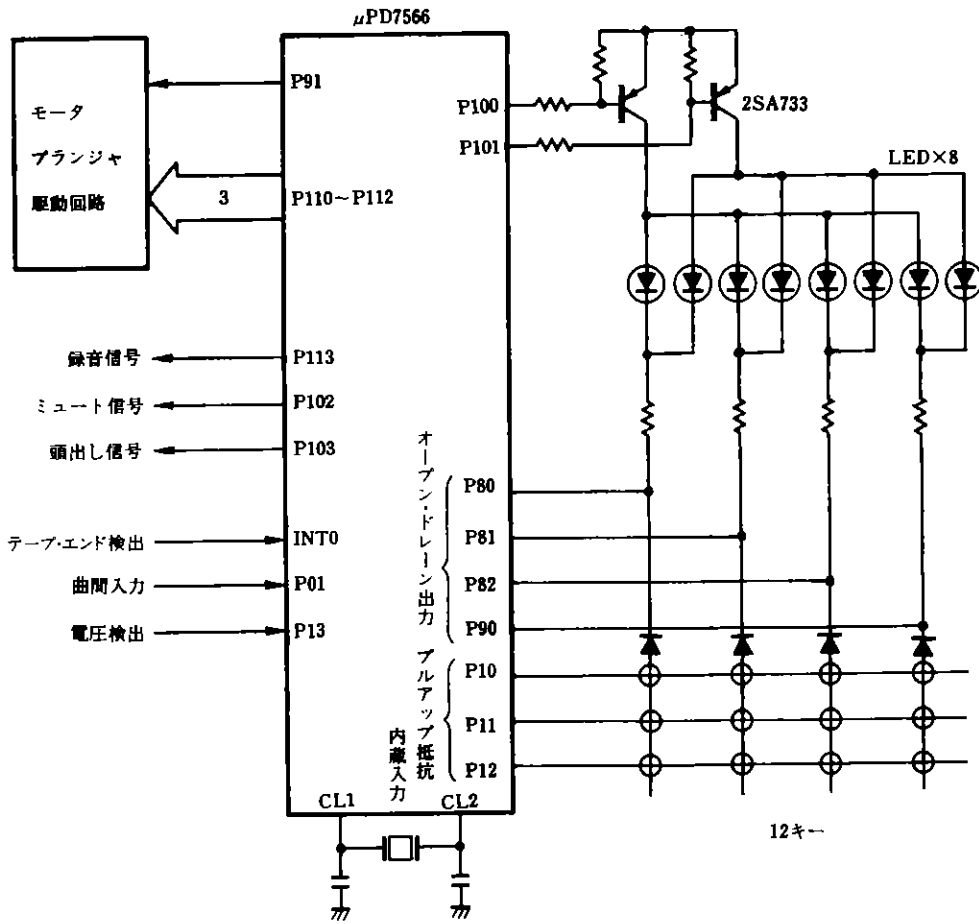 μPD7566
モータ
プランジャ
駆動回路
P91
3
P110～P112
P100
P101
2SA733
LED×8
録音信号
P113
ミュート信号
P102
頭出し信号
P103
テープ・エンド検出
INT0
曲間入力
P01
電圧検出
P13
オープン・ドレーン出力
P80
P81
P82
P90
プルアップ抵抗
内蔵入力
P10
P11
P12
CL1
CL2
12キー